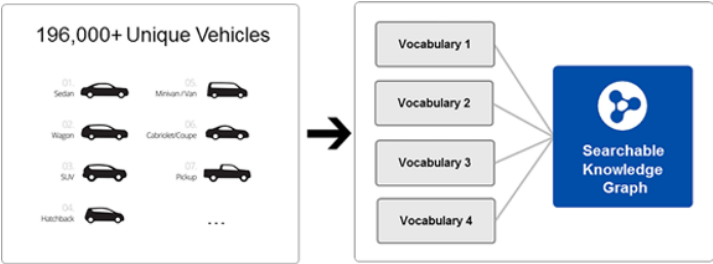 196,000+ Unique Vehicles
01.
Sedan
02.
Wagon
03.
SUV
04.
Hatchback
05.
Minivan /Van
06.
Cabriolet/Coupe
07.
Pickup
...
Vocabulary 1
Vocabulary 2
Vocabulary 3
Vocabulary 4
Searchable
Knowledge
Graph